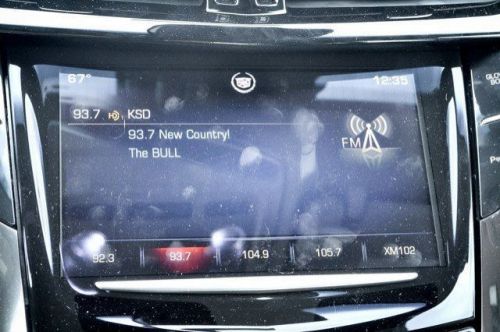 67° 12:35
93.7 HD KSD
93.7 New Country!
The BULL
FM
92.3 93.7 104.9 105.7 XM102